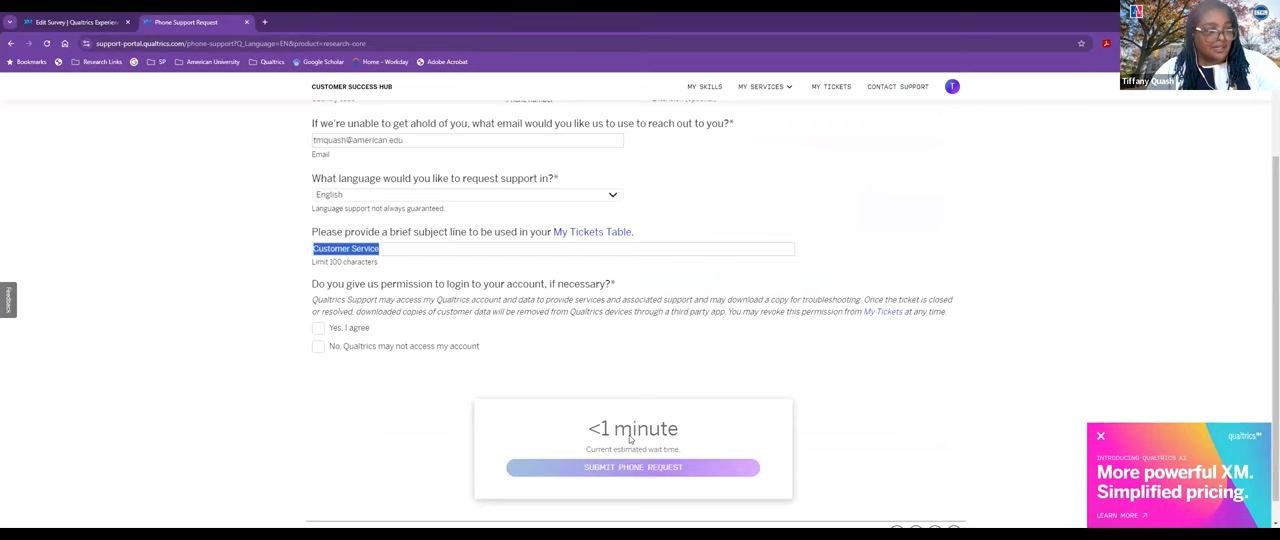 Edit Survey | Qualtrics Experien
Phone Support Request
support-portal.qualtrics.com/phone-support?Q_Language=EN&product=research-core
Bookmarks
Research Links
SP
American University
Qualtrics
Google Scholar
Home - Workday
Adobe Acrobat
Tiffany Quash
CUSTOMER SUCCESS HUB
MY SKILLS
MY SERVICES
MY TICKETS
CONTACT SUPPORT
T
If we're unable to get ahold of you, what email would you like us to use to reach out to you?*
tmquash@american.edu
Email
What language would you like to request support in?*
English
Language support not always guaranteed.
Please provide a brief subject line to be used in your My Tickets Table.
Customer Service
Limit 100 characters
Do you give us permission to login to your account, if necessary?*
Qualtrics Support may access my Qualtrics account and data to provide services and associated support and may download a copy for troubleshooting. Once the ticket is closed
or resolved, downloaded copies of customer data will be removed from Qualtrics devices through a third party app. You may revoke this permission from My Tickets at any time.
Yes, I agree
No, Qualtrics may not access my account
Feedback
<1 minute
Current estimated wait time.
SUBMIT PHONE REQUEST
qualtrics
INTRODUCING QUALTRICS AI
More powerful XM.
Simplified pricing.
LEARN MORE